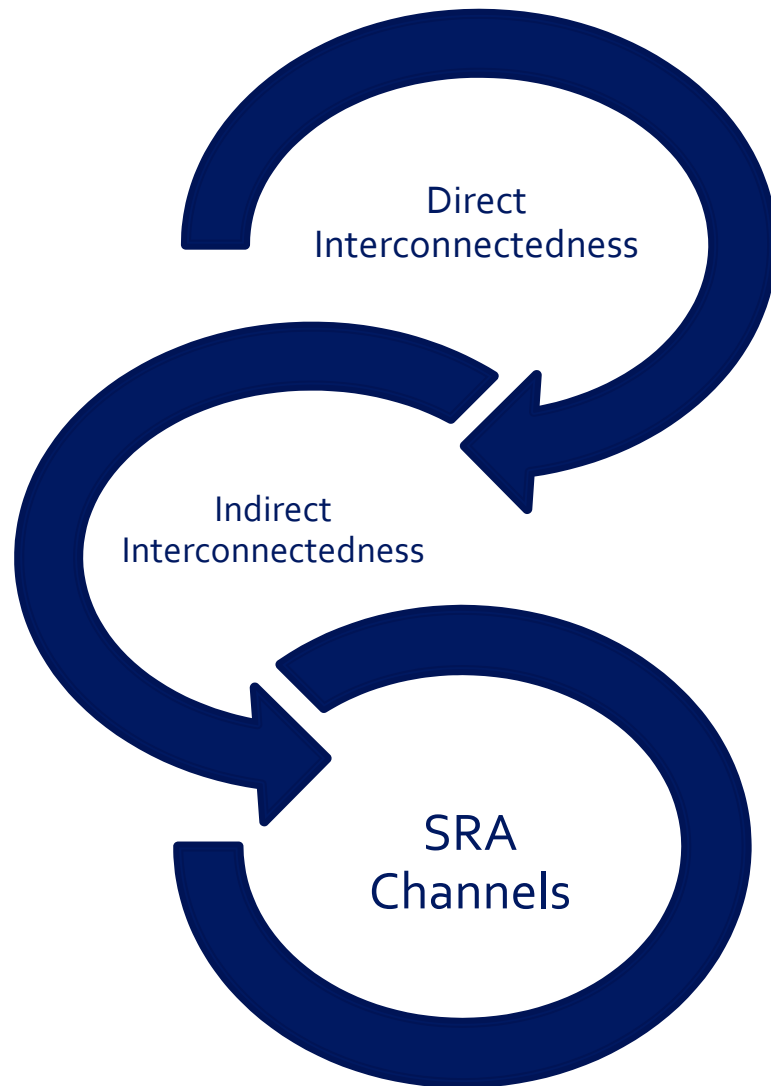 Direct
Interconnectedness
Indirect
Interconnectedness
SRA
Channels